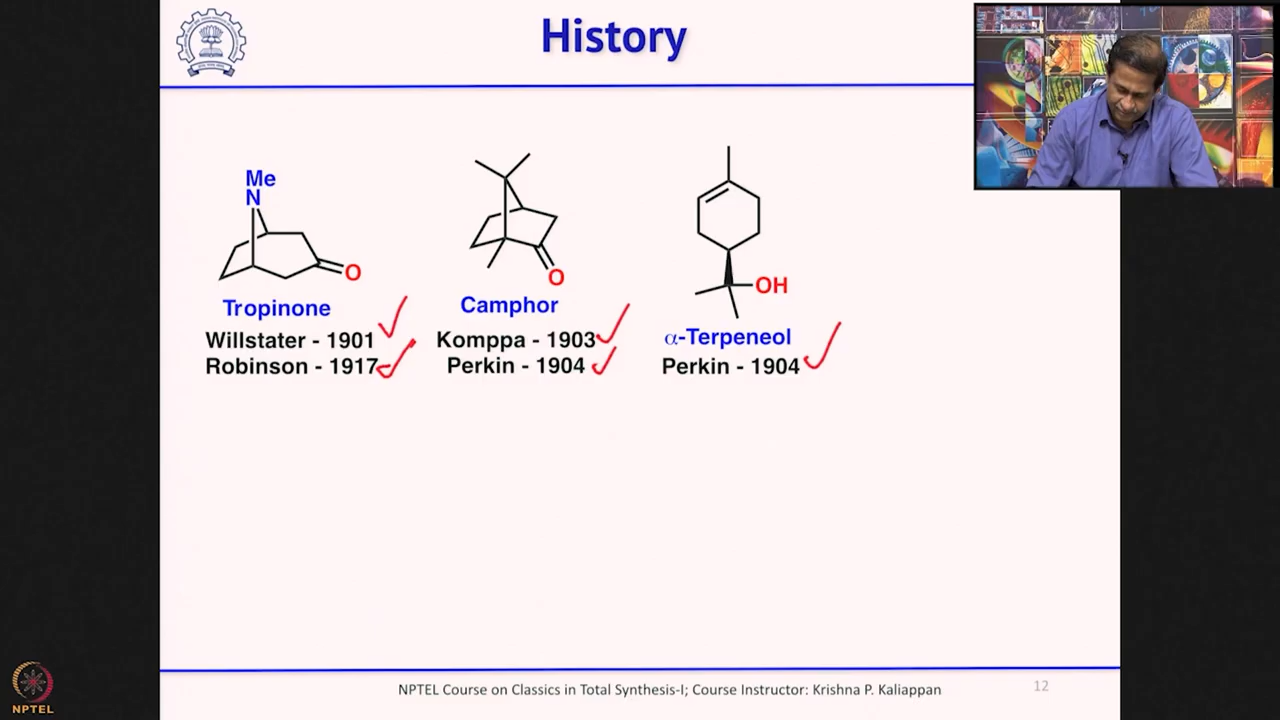 History
Me
N
O
Tropinone
Willstater - 1901
Robinson - 1917
O
Camphor
Komppa - 1903
Perkin - 1904
OH
α-Terpeneol
Perkin - 1904
NPTEL Course on Classics in Total Synthesis-I; Course Instructor: Krishna P. Kaliappan
12
NPTEL